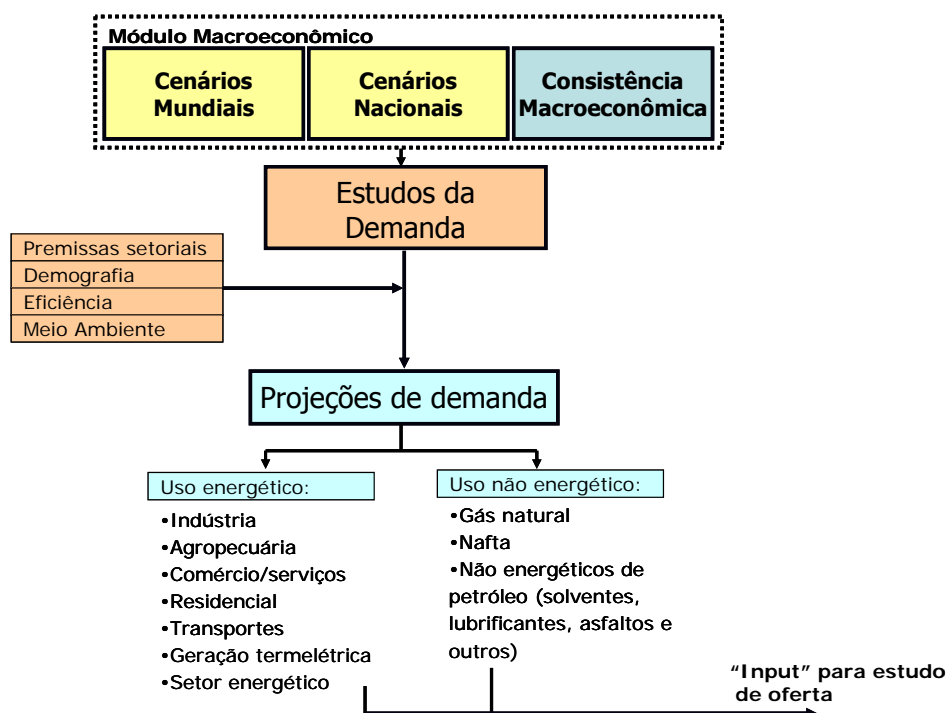 Módulo Macroeconômico
Cenários
Mundiais
Cenários
Nacionais
Consistência
Macroeconômica
Estudos da
Demanda
Premissas setoriais
Demografia
Eficiência
Meio Ambiente
Projeções de demanda
Uso energético:
•Indústria
•Agropecuária
•Comércio/serviços
•Residencial
•Transportes
•Geração termelétrica
•Setor energético
Uso não energético:
•Gás natural
•Nafta
•Não energéticos de
petróleo (solventes,
lubrificantes, asfaltos e
outros)
“Input” para estudo
de oferta